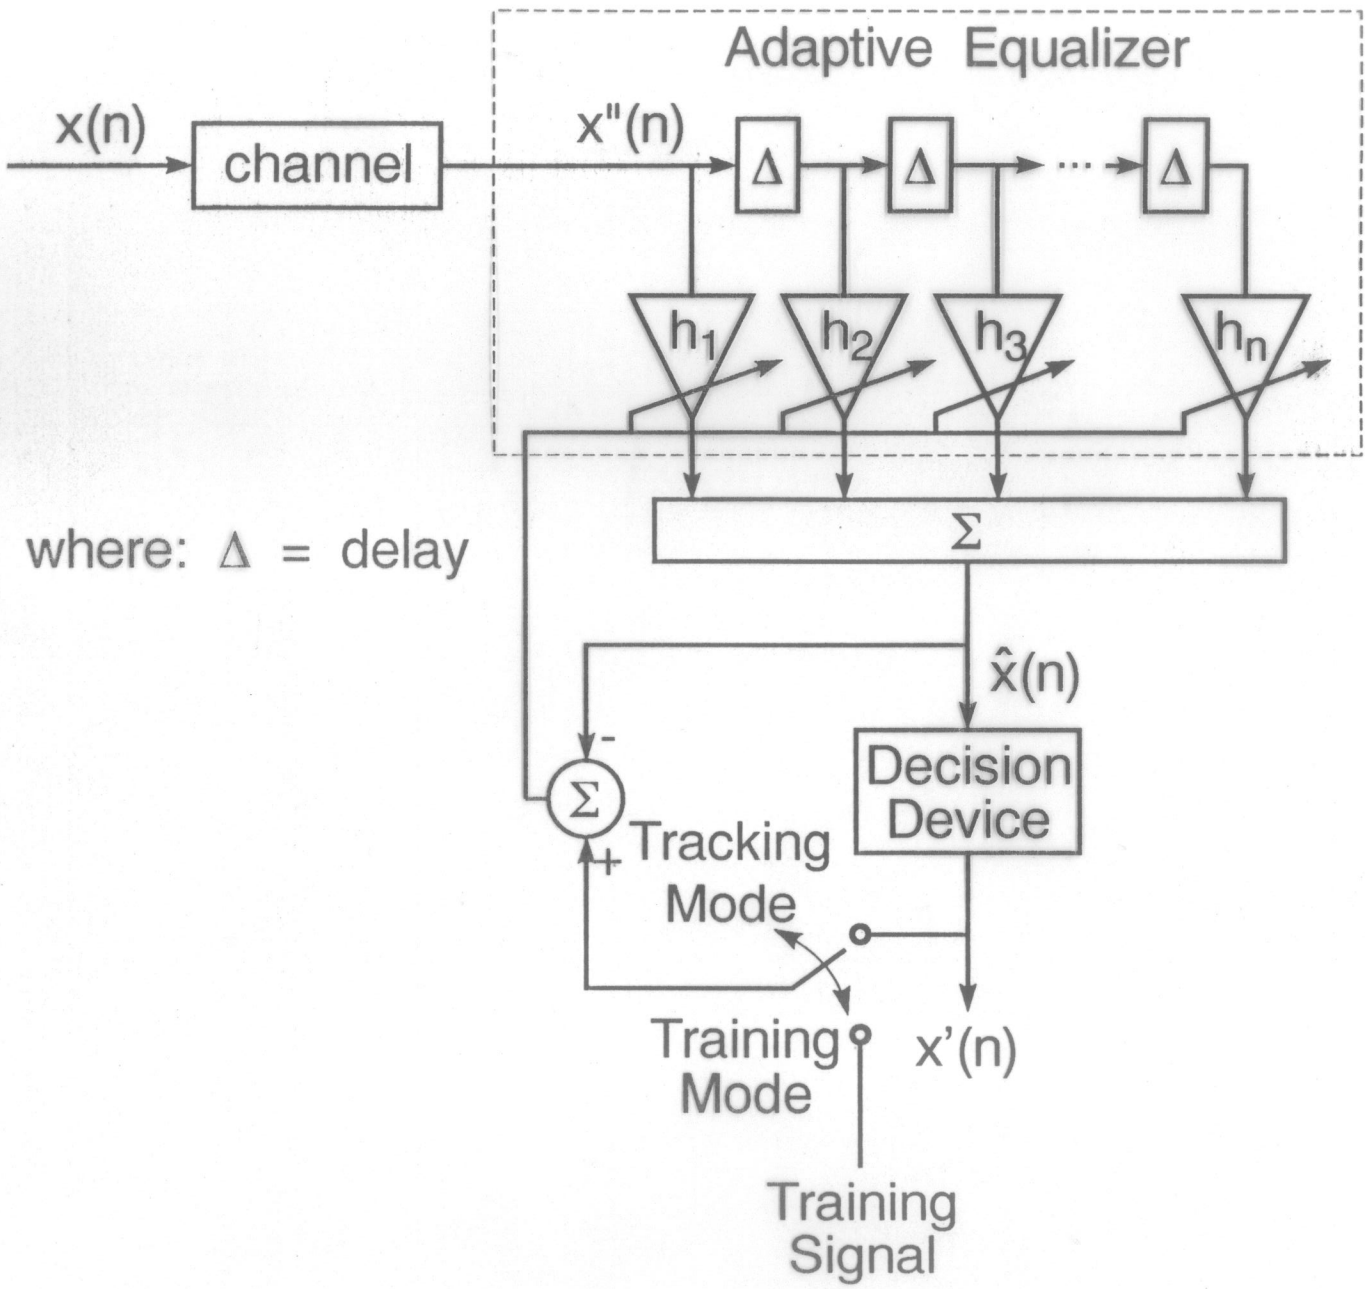 Adaptive Equalizer
x(n)
channel
x"(n)
Δ
Δ
...
Δ
h1
h2
h3
hn
where: Δ = delay
Σ
x̂(n)
-
Σ
+
Decision
Device
Tracking
Mode
Training
Mode
x'(n)
Training
Signal